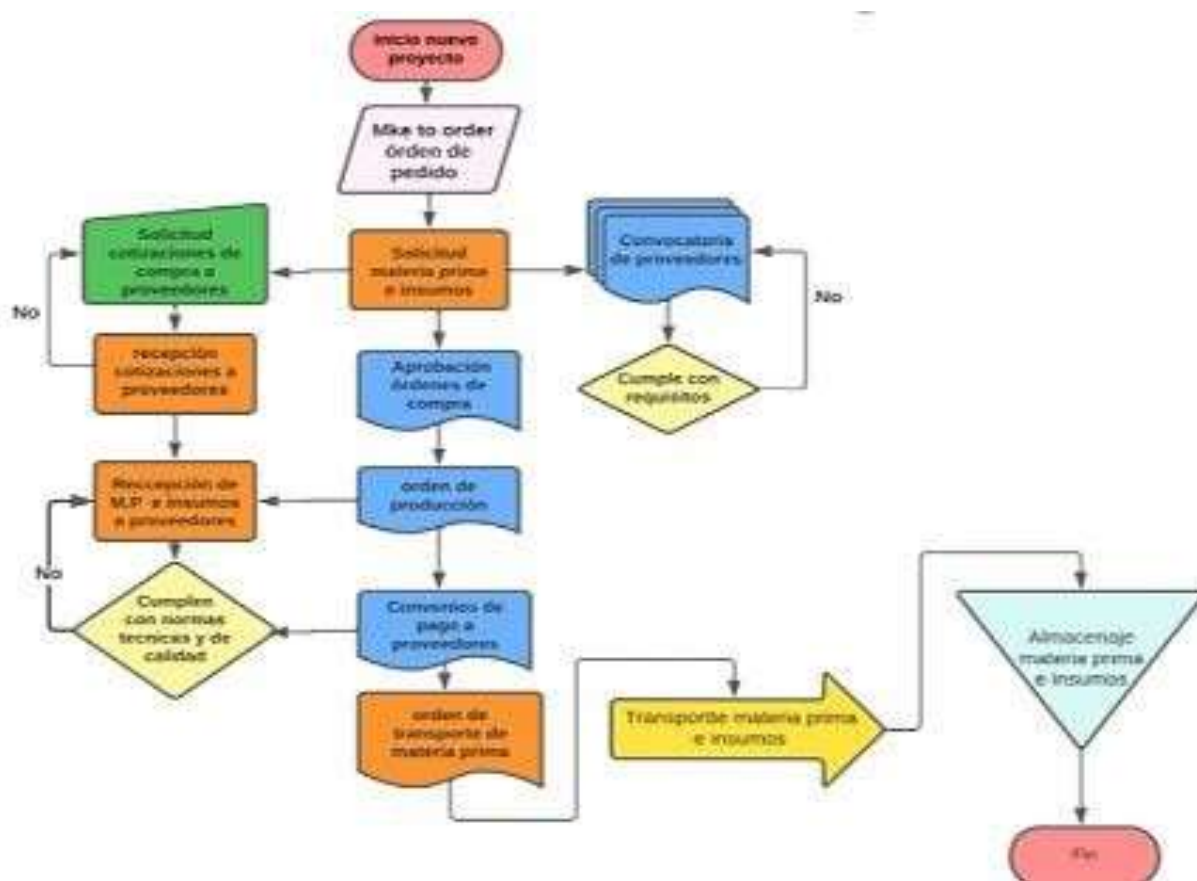 Inicio nuevo
proyecto
Mke to order
órden de
pedido
Solicitud
cotizaciones de
compra a
proveedores
Solicitud
materia prima
e insumos
Convocatoria
de proveedores
No
No
recepción
cotizaciones a
proveedores
Aprobación
órdenes de
compra
Cumple con
requisitos
Reccepción de
M.P. e insumos
a proveedores
orden de
producción
No
Cumplen
con normas
tecnicas y de
calidad
Convenios de
pago a
proveedores
Almacenaje
materia prima
e insumos
orden de
transporte de
materia prima
Transportte materia prima
e insumos
Fin